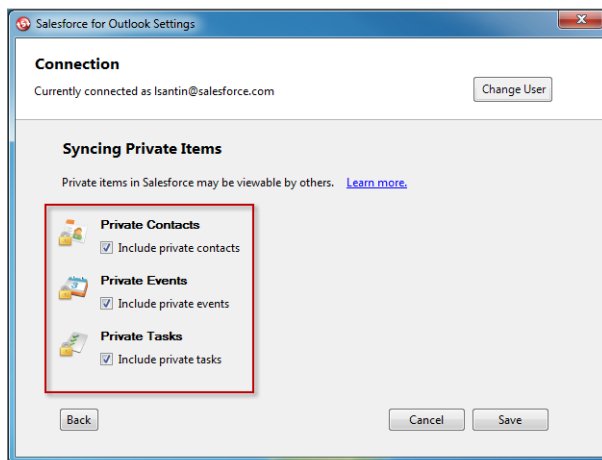 Salesforce for Outlook Settings
Connection
Currently connected as lsantin@salesforce.com
Change User
Syncing Private Items
Private items in Salesforce may be viewable by others. Learn more.
Private Contacts
Include private contacts
3
Private Events
Include private events
Private Tasks
Include private tasks
Back
Cancel
Save